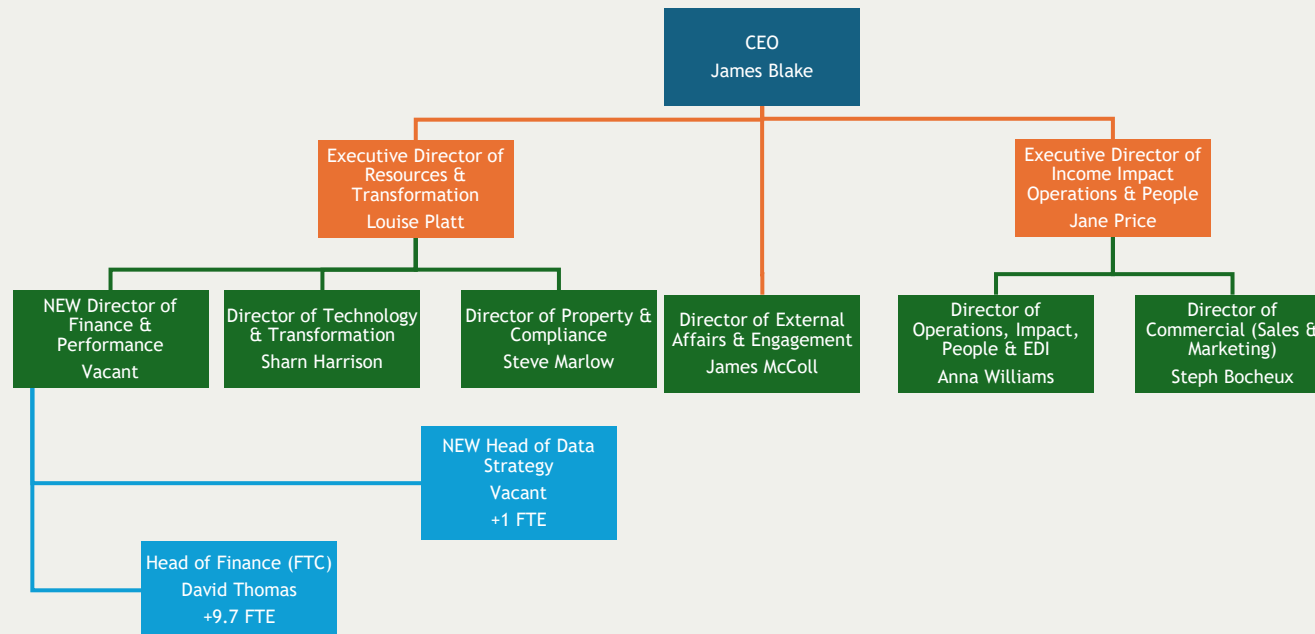 CEO
James Blake
Executive Director of
Resources &
Transformation
Louise Platt
Executive Director of
Income Impact
Operations & People
Jane Price
NEW Director of
Finance &
Performance
Vacant
Director of Technology
& Transformation
Sharn Harrison
Director of Property &
Compliance
Steve Marlow
Director of External
Affairs & Engagement
James McColl
Director of
Operations, Impact,
People & EDI
Anna Williams
Director of
Commercial (Sales &
Marketing)
Steph Bocheux
NEW Head of Data
Strategy
Vacant
+1 FTE
Head of Finance (FTC)
David Thomas
+9.7 FTE